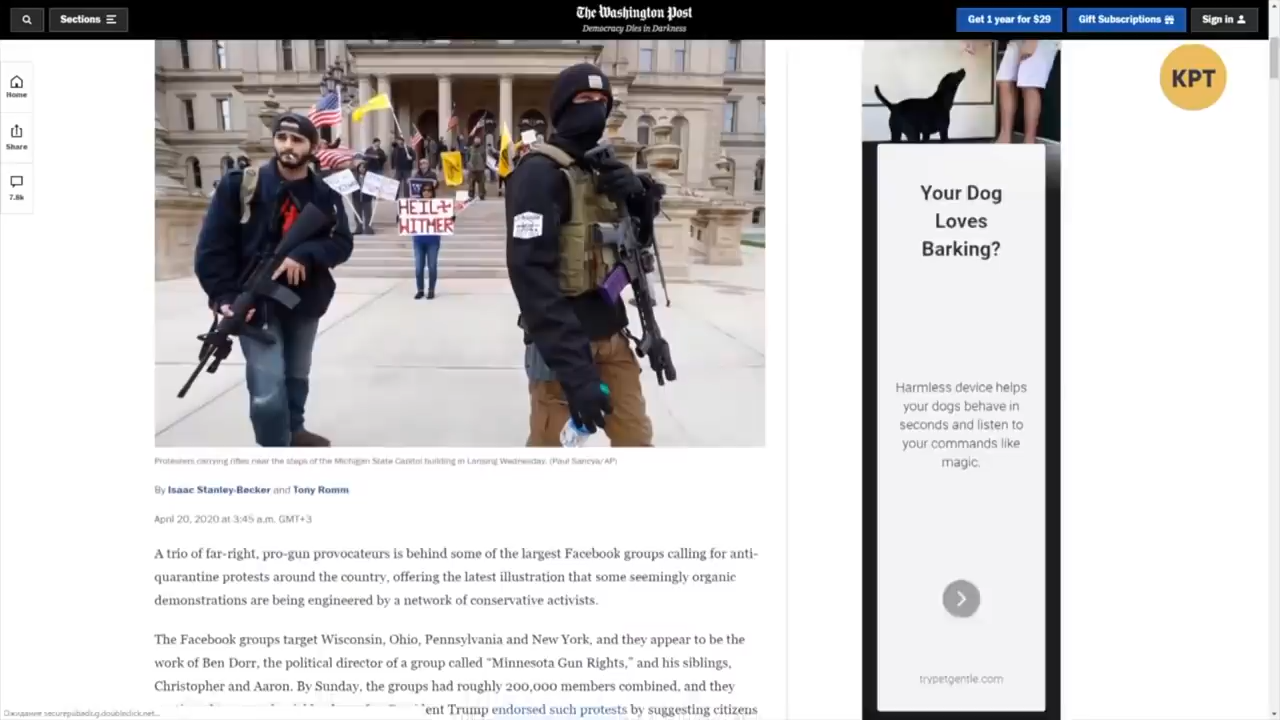 Sections
The Washington Post
Democracy Dies in Darkness
Get 1 year for $29
Gift Subscriptions
Sign in
Home
Share
7.8k
KPT
HEIL
WITMER
Your Dog
Loves
Barking?
Harmless device helps
your dogs behave in
seconds and listen to
your commands like
magic.
trypetgentle.com
Protesters carrying rifles near the steps of the Michigan State Capitol building in Lansing Wednesday. (Paul Sancya/AP)
By Isaac Stanley-Becker and Tony Romm
April 20, 2020 at 3:45 a.m. GMT+3
A trio of far-right, pro-gun provocateurs is behind some of the largest Facebook groups calling for anti-
quarantine protests around the country, offering the latest illustration that some seemingly organic
demonstrations are being engineered by a network of conservative activists.
The Facebook groups target Wisconsin, Ohio, Pennsylvania and New York, and they appear to be the
work of Ben Dorr, the political director of a group called “Minnesota Gun Rights,” and his siblings,
Christopher and Aaron. By Sunday, the groups had roughly 200,000 members combined, and they
ent Trump endorsed such protests by suggesting citizens
Ожидание securepubads.g.doubleclick.net...